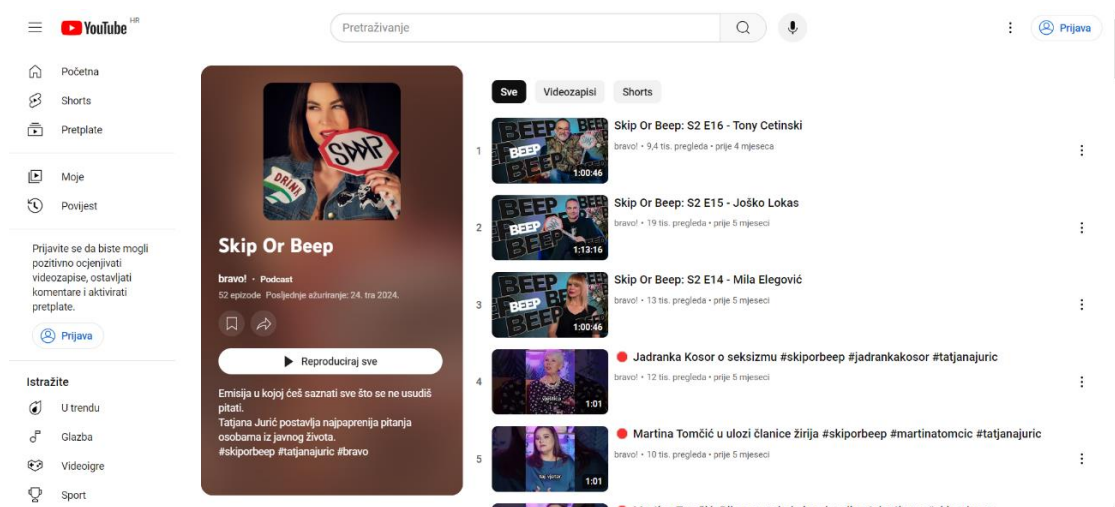 YouTube HR
Pretraživanje
Prijava
Početna
Shorts
Pretplate
Moje
Povijest
Prijavite se da biste mogli
pozitivno ocjenjivati
videozapise, ostavljati
komentare i aktivirati
pretplate.
Prijava
Istražite
U trendu
Glazba
Videoigre
Sport
SKIP
DRINK
Skip Or Beep
bravo! • Podcast
52 epizode Posljednje ažuriranje: 24. tra 2024.
Reproduciraj sve
Emisija u kojoj ćeš saznati sve što se ne usudiš
pitati.
Tatjana Jurić postavlja najpaprenija pitanja
osobama iz javnog života.
#skiporbeep #tatjanajuric #bravo
Sve
Videozapisi
Shorts
1
BEEP
BEEP
1:00:46
Skip Or Beep: S2 E16 - Tony Cetinski
bravo! • 9,4 tis. pregleda • prije 4 mjeseca
2
BEEP
BEEP
1:13:16
Skip Or Beep: S2 E15 - Joško Lokas
bravo! • 19 tis. pregleda • prije 5 mjeseci
3
BEEP
BEEP
1:00:46
Skip Or Beep: S2 E14 - Mila Elegović
bravo! • 13 tis. pregleda • prije 5 mjeseci
4
1:01
Jadranka Kosor o seksizmu #skiporbeep #jadrankakosor #tatjanajuric
bravo! • 12 tis. pregleda • prije 5 mjeseci
5
1:01
Martina Tomčić u ulozi članice žirija #skiporbeep #martinatomcic #tatjanajuric
bravo! • 10 tis. pregleda • prije 5 mjeseci